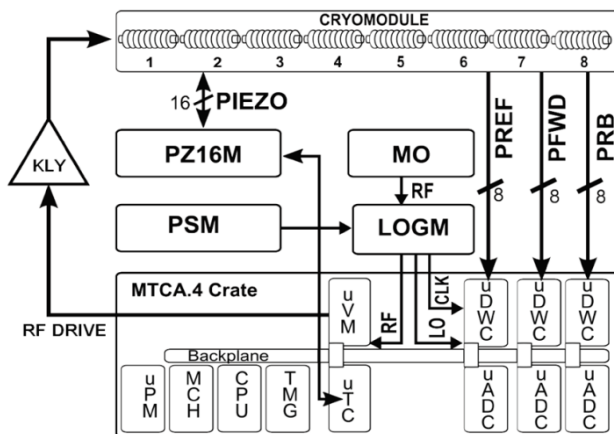 CRYOMODULE
1 2 3 4 5 6 7 8
16 PIEZO
PREF
PFWD
PRB
8 8 8
KLY
PZ16M
MO
RF
PSM
LOGM
MTCA.4 Crate
RF DRIVE
uVM
RF
LO
CLK
uDWC
uDWC
uDWC
Backplane
uPM
MCH
CPU
TMG
uTC
uADC
uADC
uADC